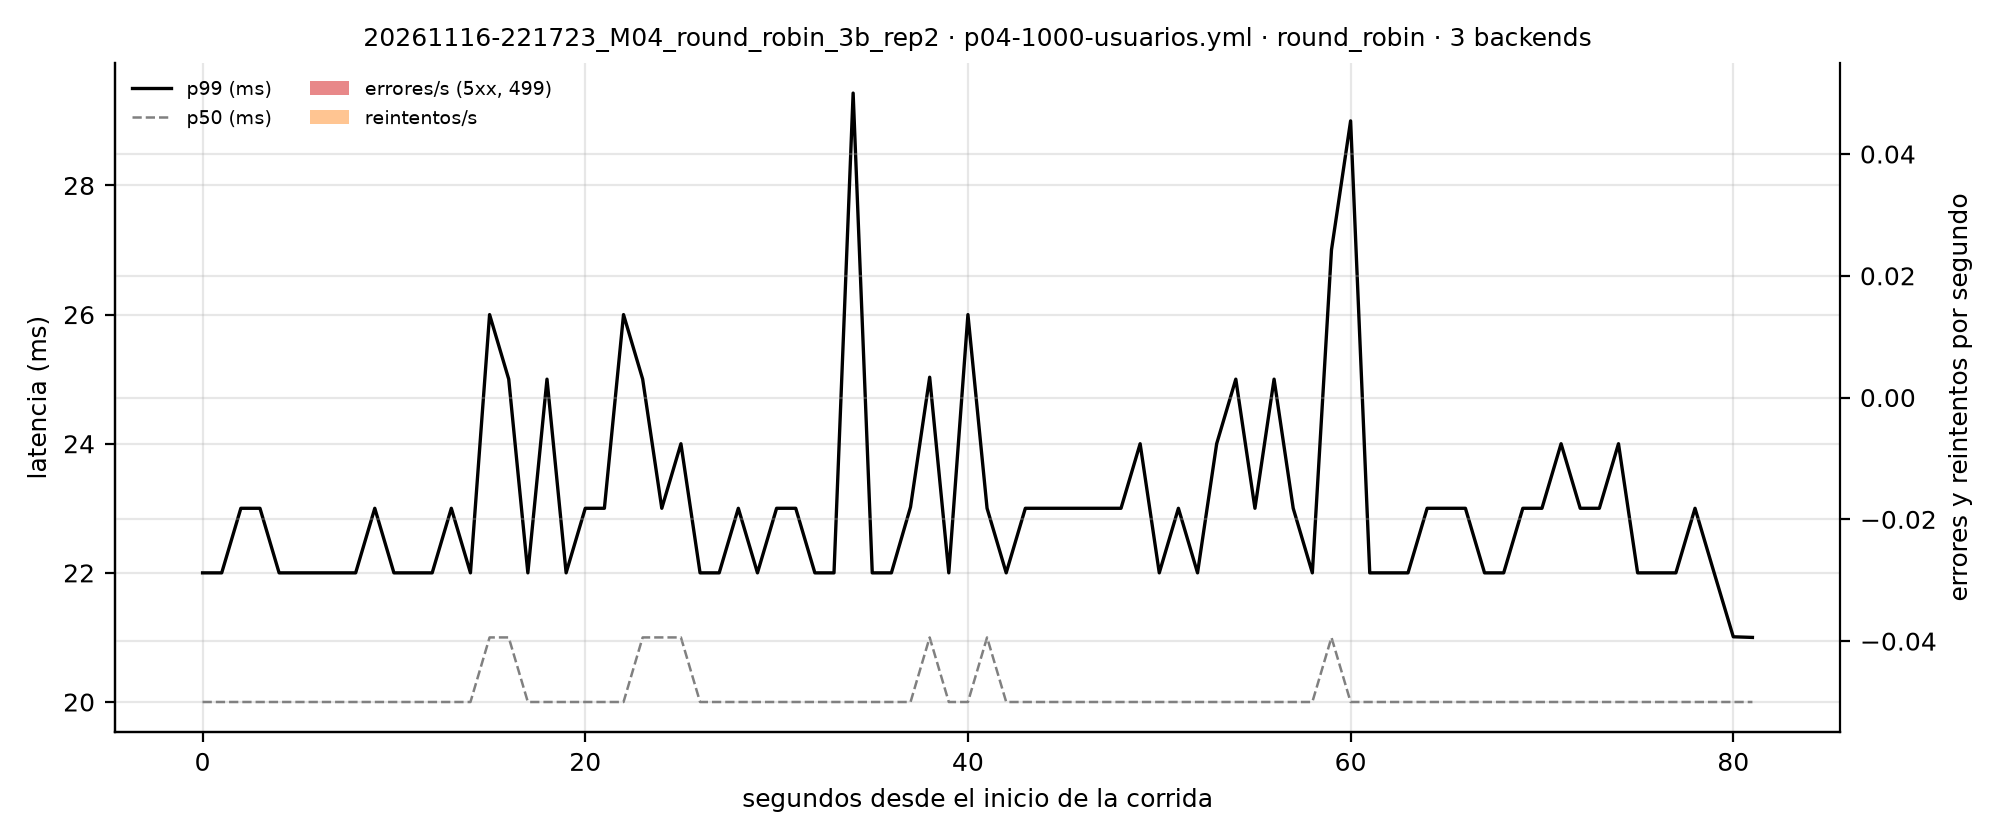 20261116-221723_M04_round_robin_3b_rep2 · p04-1000-usuarios.yml · round_robin · 3 backends
p99 (ms)
p50 (ms)
errores/s (5xx, 499)
reintentos/s
latencia (ms)
28
26
24
22
20
0.04
0.02
0.00
−0.02
−0.04
errores y reintentos por segundo
0 20 40 60 80
segundos desde el inicio de la corrida